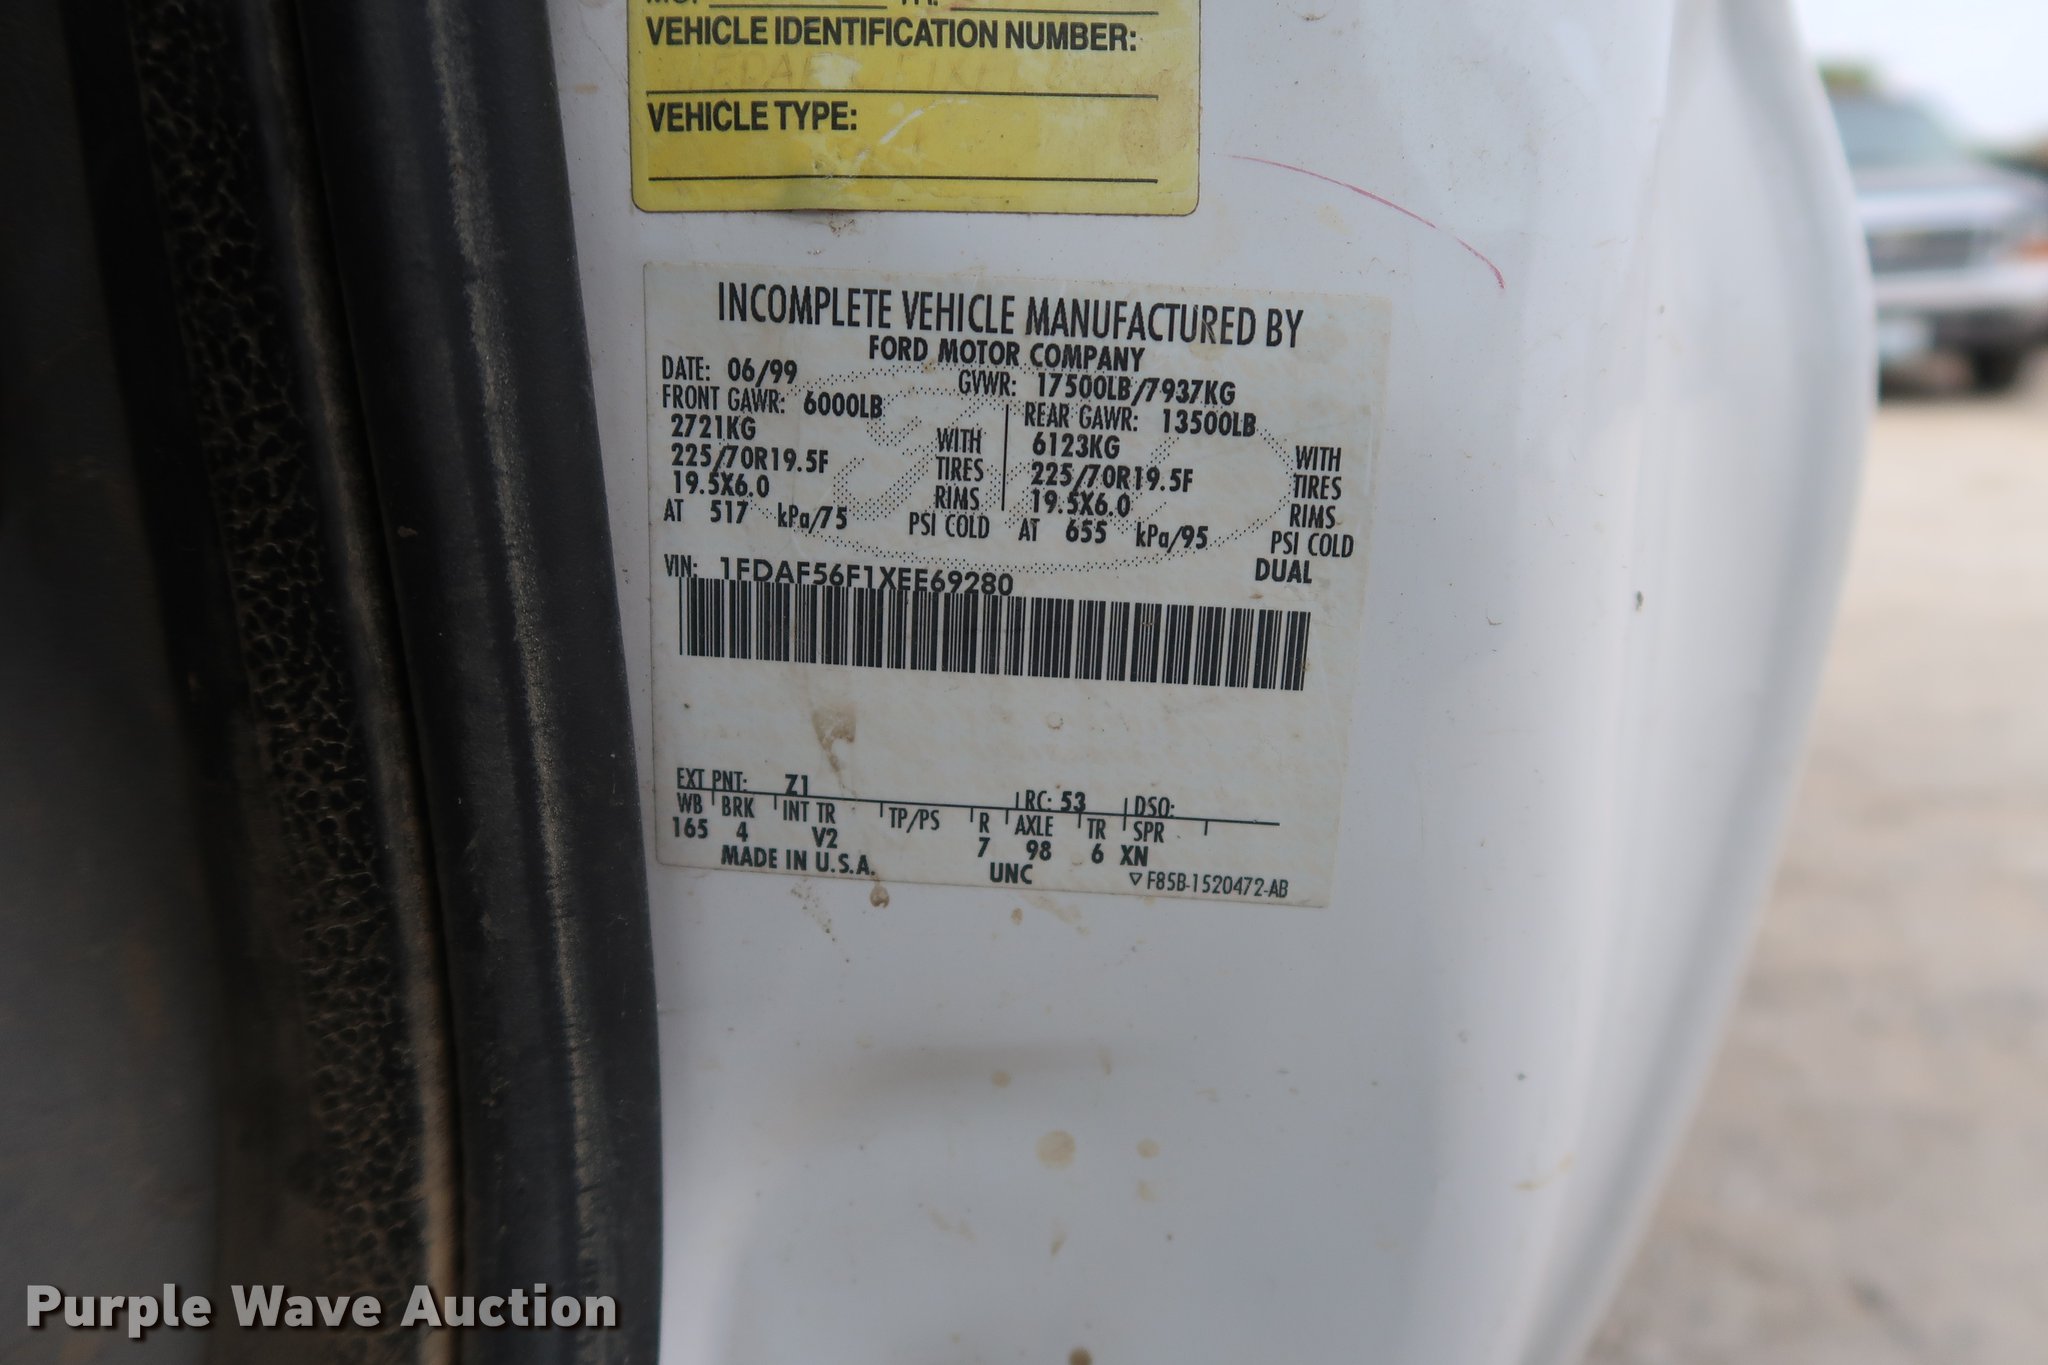 VEHICLE IDENTIFICATION NUMBER:
VEHICLE TYPE:
INCOMPLETE VEHICLE MANUFACTURED BY
FORD MOTOR COMPANY
DATE: 06/99 GVWR: 17500LB/7937KG
FRONT GAWR: 6000LB REAR GAWR: 13500LB
2721KG WITH 6123KG WITH
225/70R19.5F TIRES 225/70R19.5F TIRES
19.5X6.0 RIMS 19.5X6.0 RIMS
AT 517 kPa/75 PSI COLD AT 655 kPa/95 PSI COLD
VIN: 1FDAF56F1XEE69280 DUAL
EXT PNT: Z1 RC: 53 DSO:
WB BRK INT TR TP/PS R AXLE TR SPR
165 4 V2 7 98 6 XN
MADE IN U.S.A. UNC ▽ F85B-1520472-AB
Purple Wave Auction